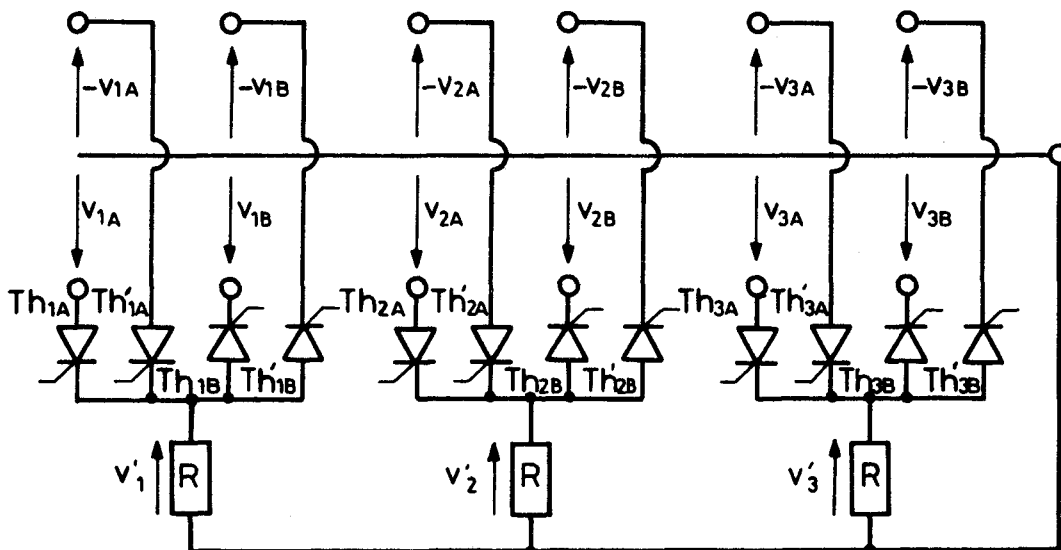 -v1A -v1B -v2A -v2B -v3A -v3B
v1A v1B v2A v2B v3A v3B
Th1A Th'1A Th2A Th'2A Th3A Th'3A
Th1B Th'1B Th2B Th'2B Th3B Th'3B
v'1 R v'2 R v'3 R